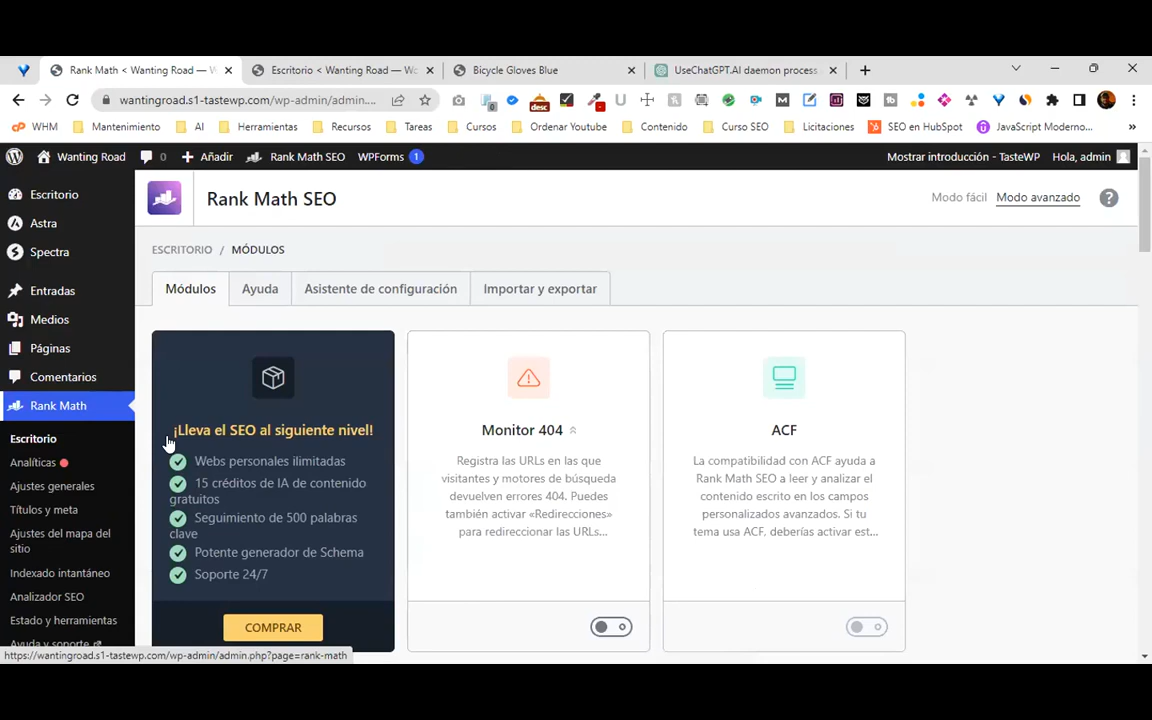 Rank Math < Wanting Road — W
Escritorio < Wanting Road — Wo
Bicycle Gloves Blue
UseChatGPT.AI daemon process
wantingroad.s1-tastewp.com/wp-admin/admin....
WHM
Mantenimiento
AI
Herramientas
Recursos
Tareas
Cursos
Ordenar Youtube
Contenido
Curso SEO
Licitaciones
SEO en HubSpot
JavaScript Moderno...
Wanting Road
0
Añadir
Rank Math SEO
WPForms 1
Mostrar introducción - TasteWP
Hola, admin
Escritorio
Astra
Spectra
Entradas
Medios
Páginas
Comentarios
Rank Math
Escritorio
Analíticas
Ajustes generales
Títulos y meta
Ajustes del mapa del
sitio
Indexado intantáneo
Analizador SEO
Estado y herramientas
Ayuda y soporte
Rank Math SEO
Modo fácil
Modo avanzado
ESCRITORIO / MÓDULOS
Módulos
Ayuda
Asistente de configuración
Importar y exportar
¡Lleva el SEO al siguiente nivel!
Webs personales ilimitadas
15 créditos de IA de contenido
gratuitos
Seguimiento de 500 palabras
clave
Potente generador de Schema
Soporte 24/7
COMPRAR
Monitor 404
Registra las URLs en las que
visitantes y motores de búsqueda
devuelven errores 404. Puedes
también activar «Redirecciones»
para redireccionar las URLs...
ACF
La compatibilidad con ACF ayuda a
Rank Math SEO a leer y analizar el
contenido escrito en los campos
personalizados avanzados. Si tu
tema usa ACF, deberías activar est...
https://wantingroad.s1-tastewp.com/wp-admin/admin.php?page=rank-math